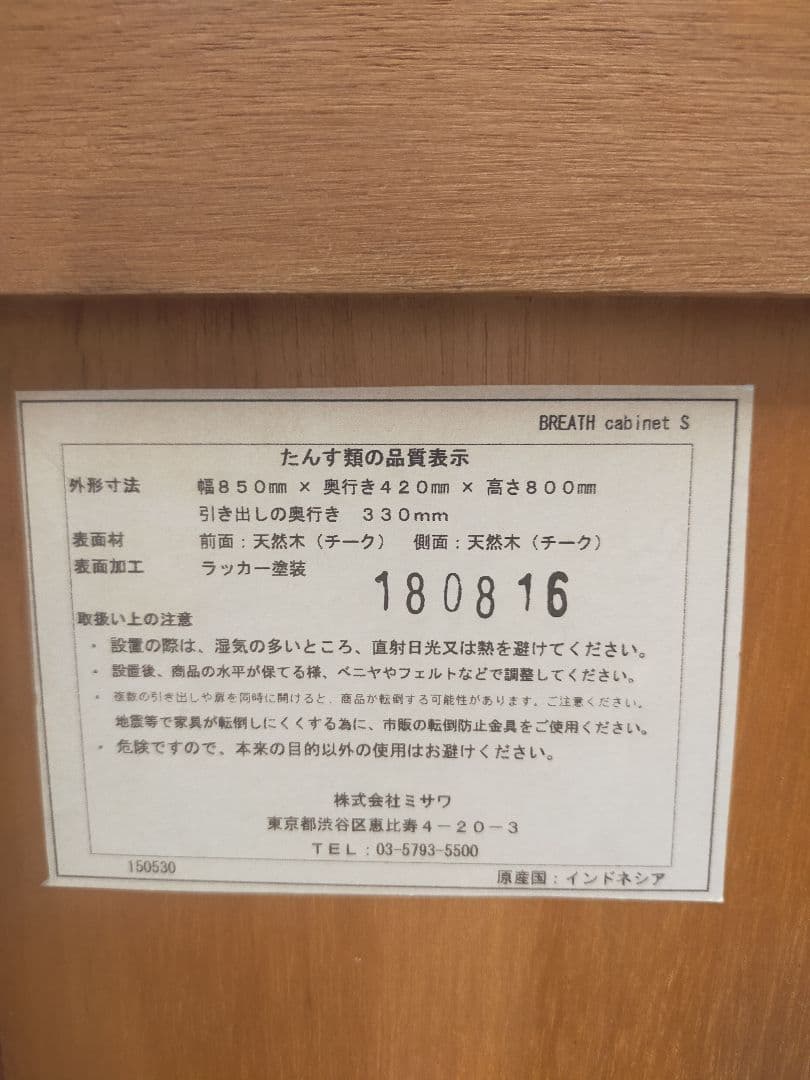 BREATH cabinet S
たんす類の品質表示
外形寸法 幅850㎜ × 奥行き420㎜ × 高さ800㎜
引き出しの奥行き 330mm
表面材 前面:天然木(チーク) 側面:天然木(チーク)
表面加工 ラッカー塗装
180816
取扱い上の注意
・ 設置の際は、湿気の多いところ、直射日光又は熱を避けてください。
・ 設置後、商品の水平が保てる様、ベニヤやフェルトなどで調整してください。
・ 複数の引き出しや扉を同時に開けると、商品が転倒する可能性があります。ご注意ください。
地震等で家具が転倒しにくくする為に、市販の転倒防止金具をご使用ください。
・ 危険ですので、本来の目的以外の使用はお避けください。
株式会社ミサワ
東京都渋谷区恵比寿4-20-3
TEL:03-5793-5500
150530
原産国:インドネシア